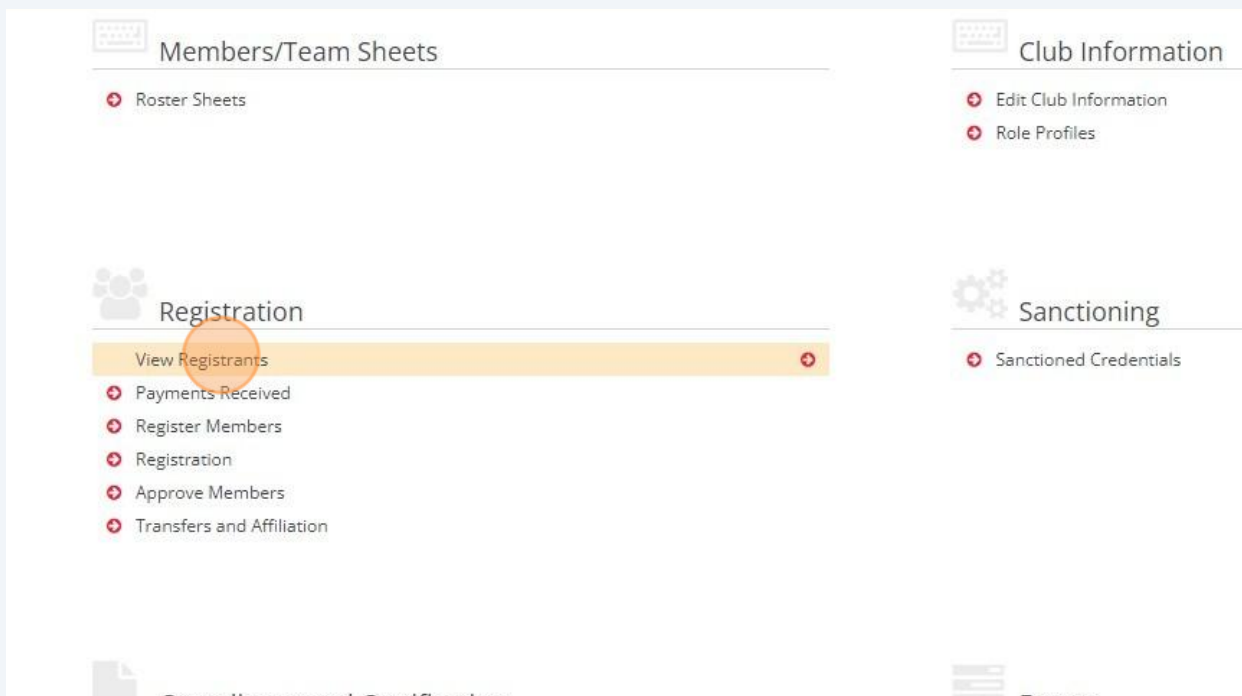 Members/Team Sheets
Roster Sheets
Club Information
Edit Club Information
Role Profiles
Registration
View Registrants
Payments Received
Register Members
Registration
Approve Members
Transfers and Affiliation
Sanctioning
Sanctioned Credentials